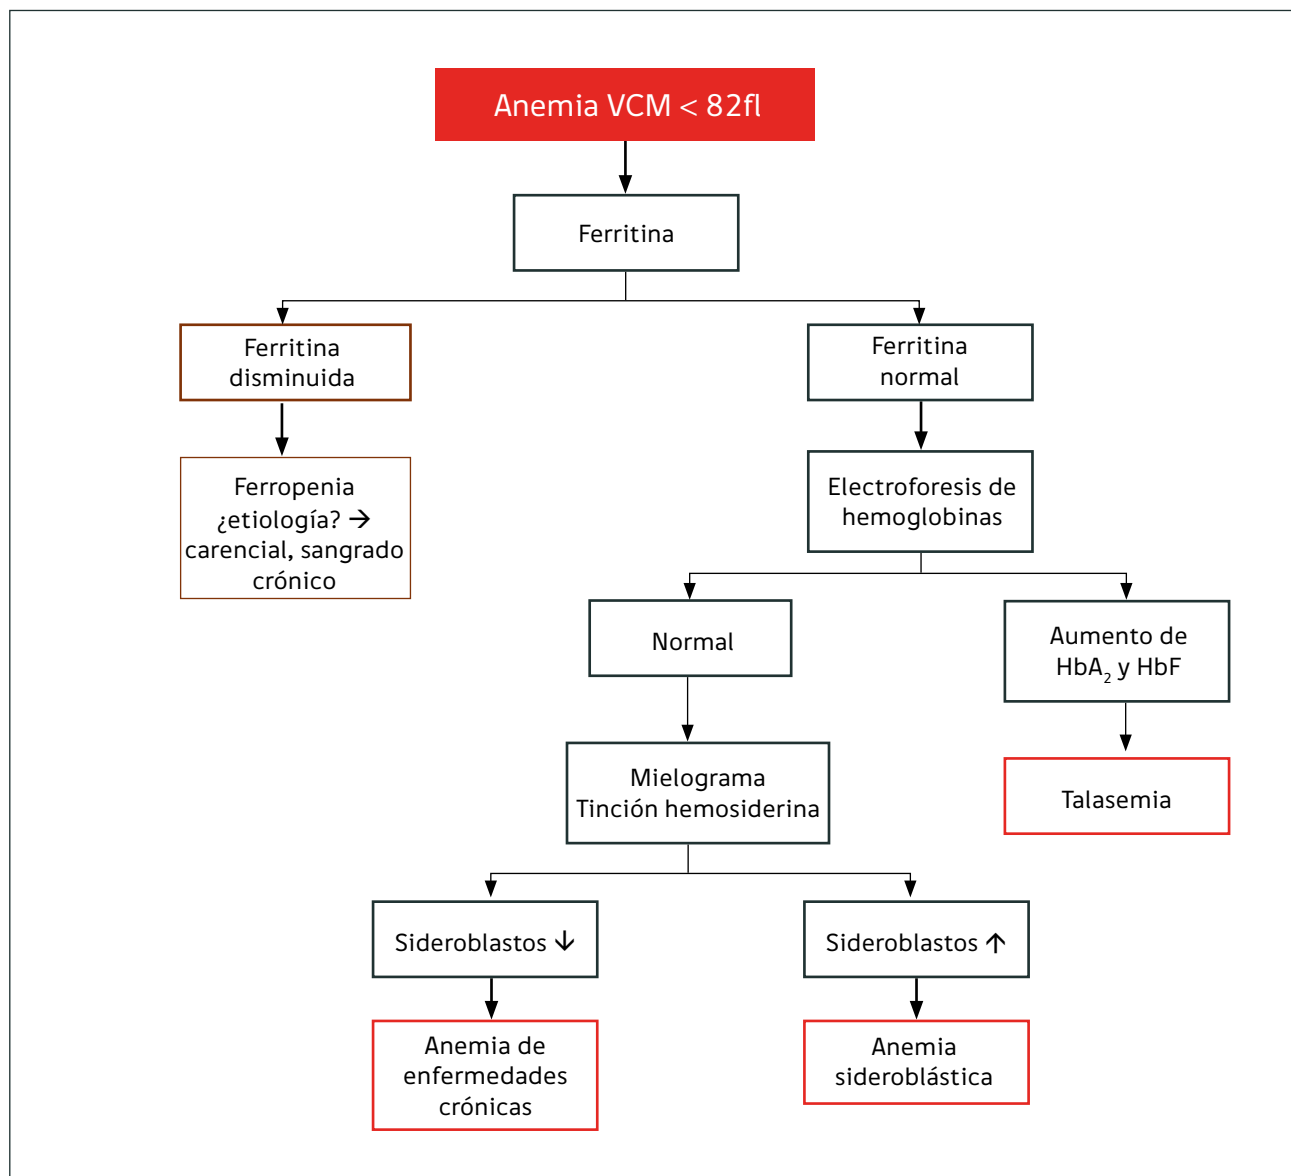 Anemia VCM < 82fl
Ferritina
Ferritina
disminuida
Ferritina
normal
Ferropenia
¿etiología? →
carencial, sangrado
crónico
Electroforesis de
hemoglobinas
Normal
Aumento de
HbA₂ y HbF
Mielograma
Tinción hemosiderina
Talasemia
Sideroblastos ↓
Sideroblastos ↑
Anemia de
enfermedades
crónicas
Anemia
sideroblástica